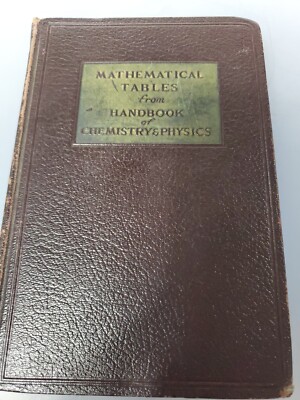 MATHEMATICAL
TABLES
from
HANDBOOK
of
CHEMISTRY & PHYSICS